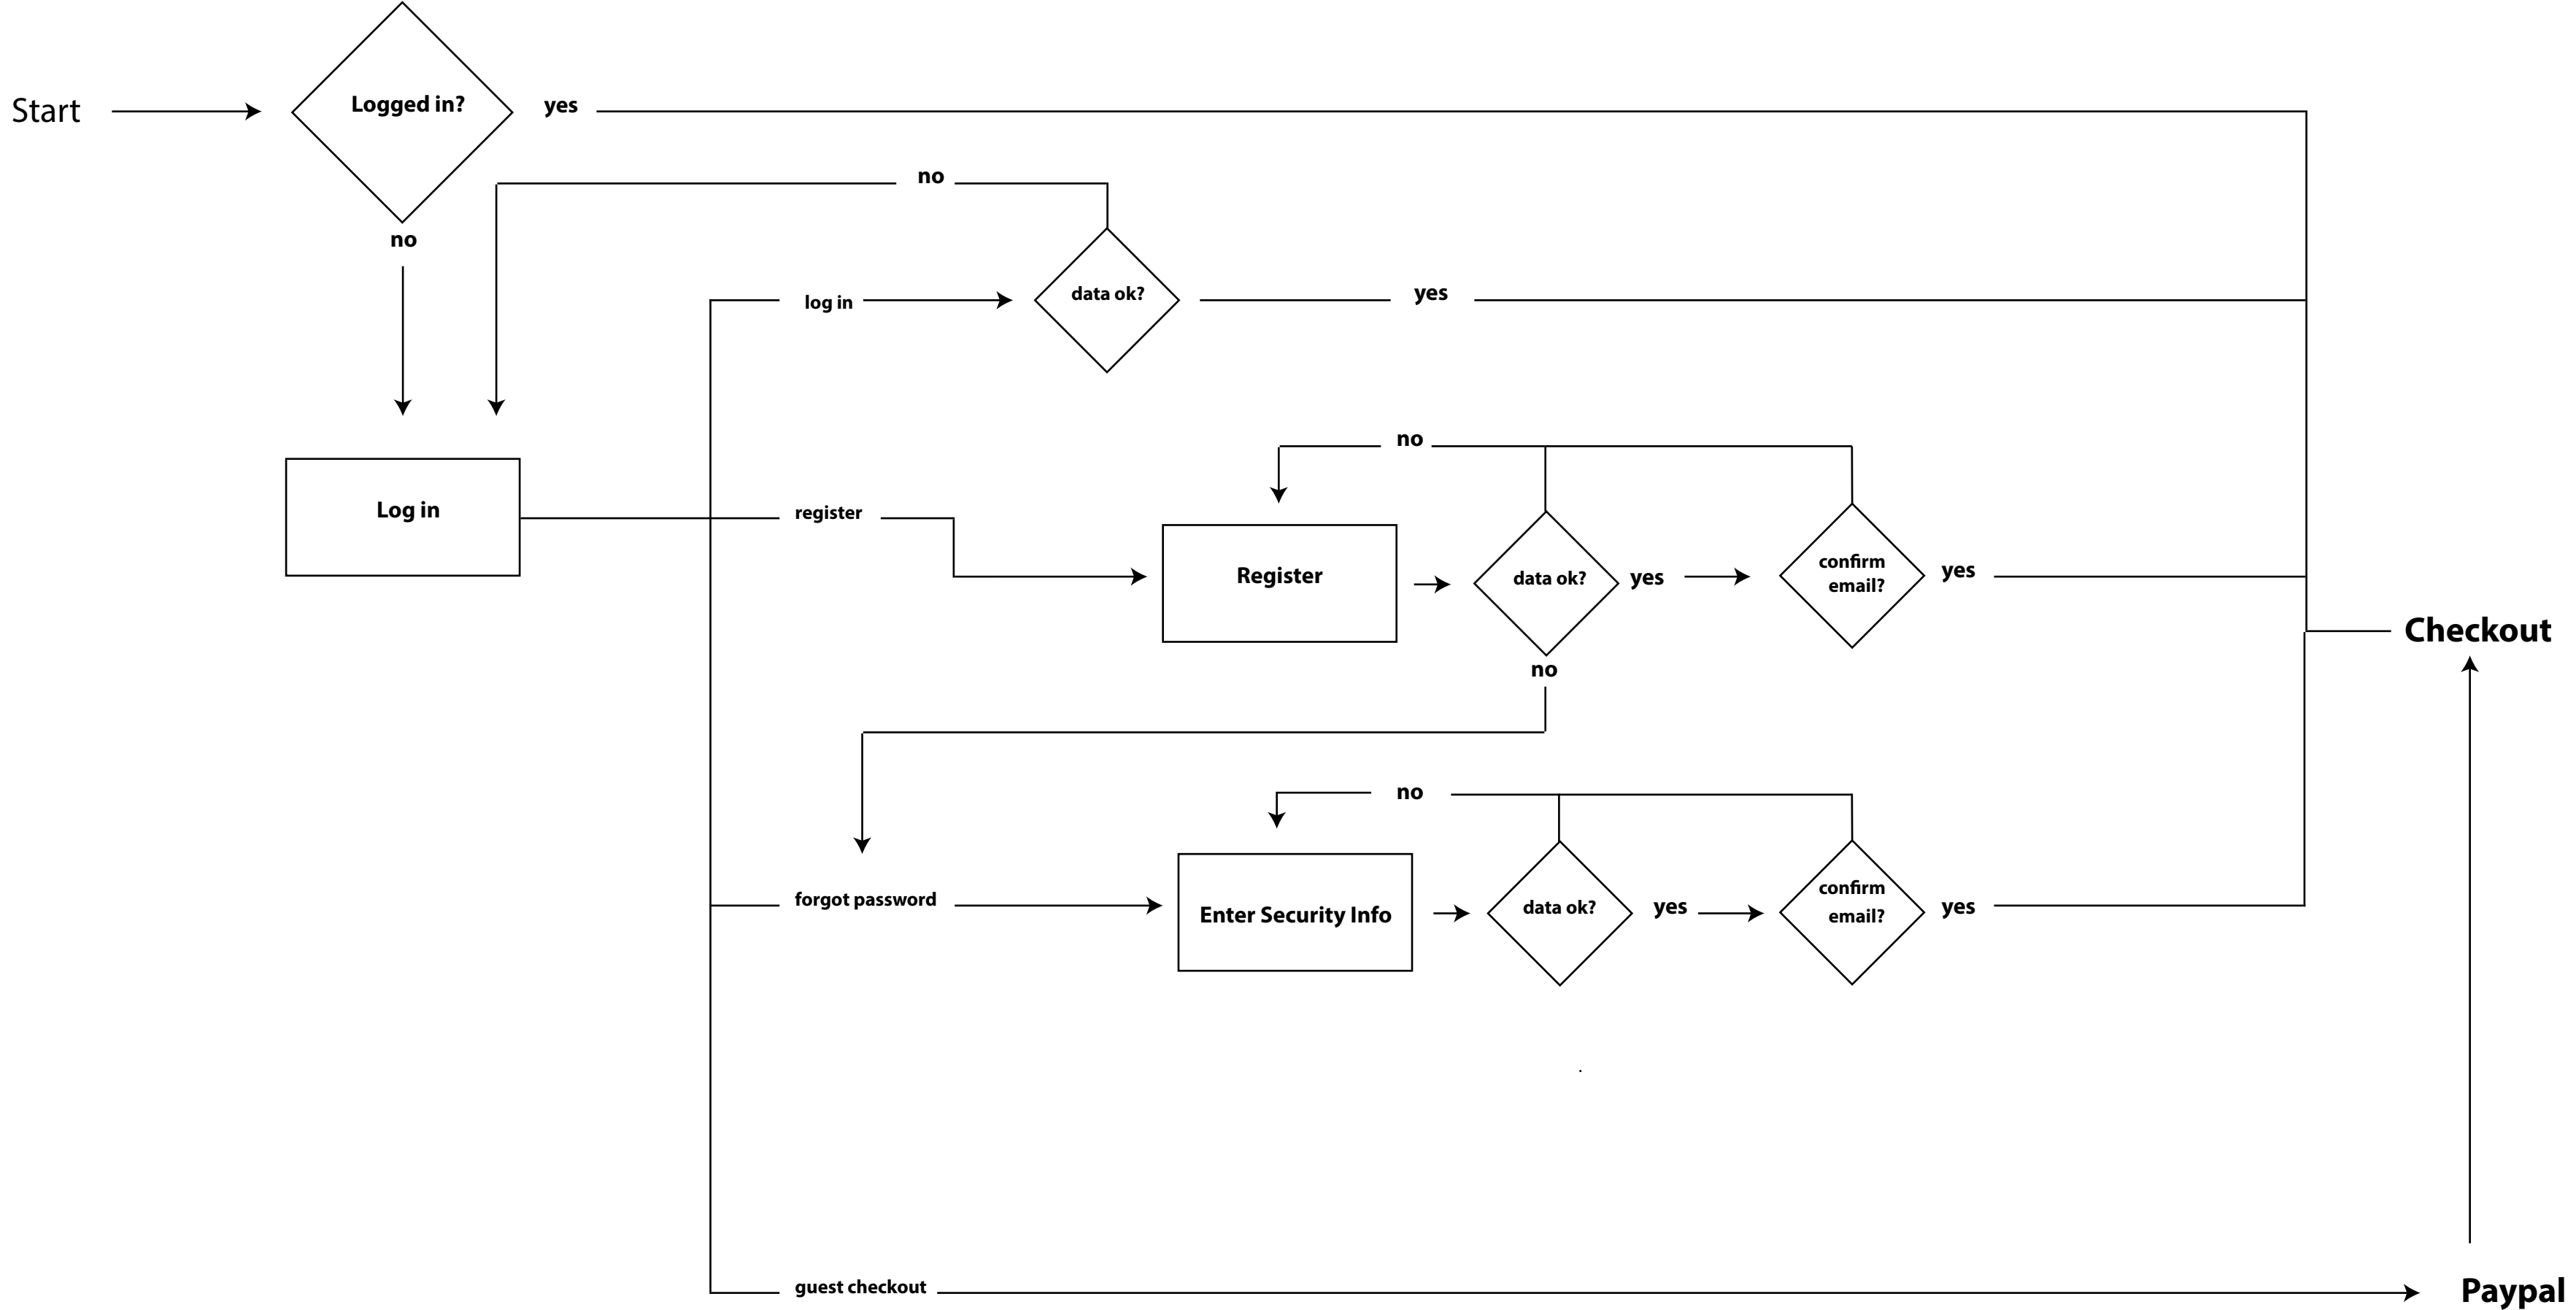 Start
Logged in?
yes
no
no
log in
data ok?
yes
Log in
register
no
Register
data ok?
yes
confirm
email?
yes
no
Checkout
no
forgot password
Enter Security Info
data ok?
yes
confirm
email?
yes
guest checkout
Paypal